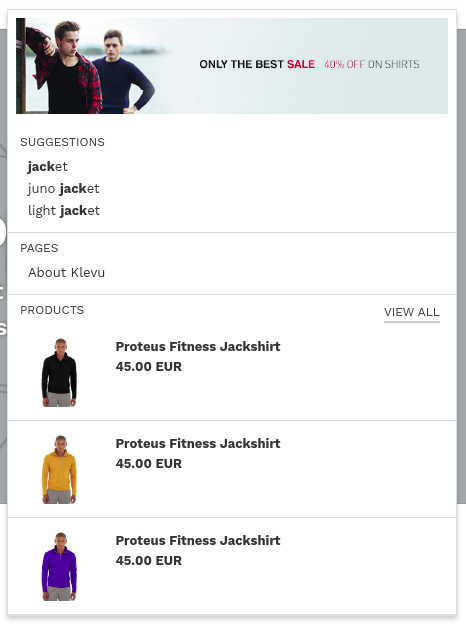 ONLY THE BEST SALE 40% OFF ON SHIRTS
SUGGESTIONS
jacket
juno jacket
light jacket
PAGES
About Klevu
PRODUCTS
VIEW ALL
Proteus Fitness Jackshirt
45.00 EUR
Proteus Fitness Jackshirt
45.00 EUR
Proteus Fitness Jackshirt
45.00 EUR